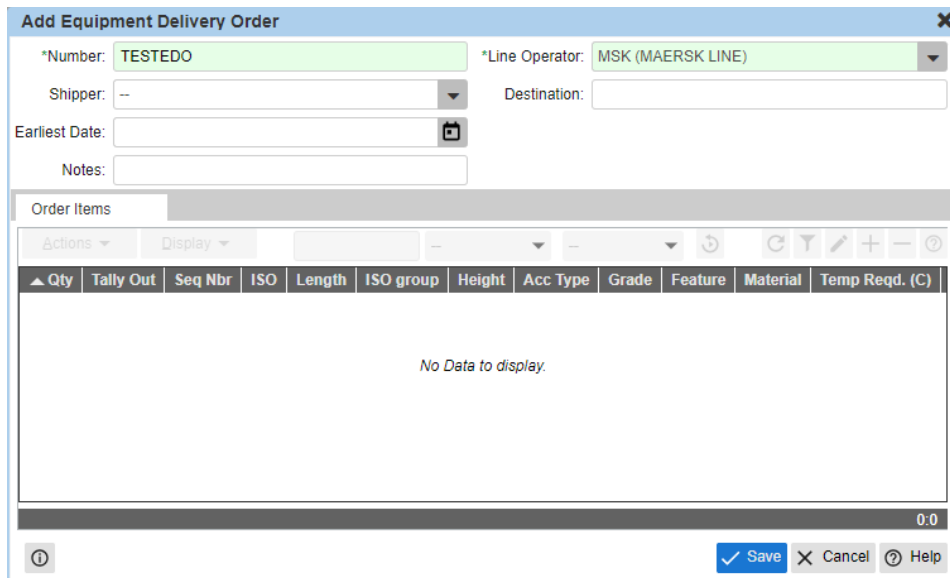 Add Equipment Delivery Order
*Number: TESTEDO *Line Operator: MSK (MAERSK LINE)
Shipper: -- Destination:
Earliest Date:
Notes:
Order Items
Actions Display -- --
Qty Tally Out Seq Nbr ISO Length ISO group Height Acc Type Grade Feature Material Temp Reqd. (C)
No Data to display.
0:0
Save Cancel Help